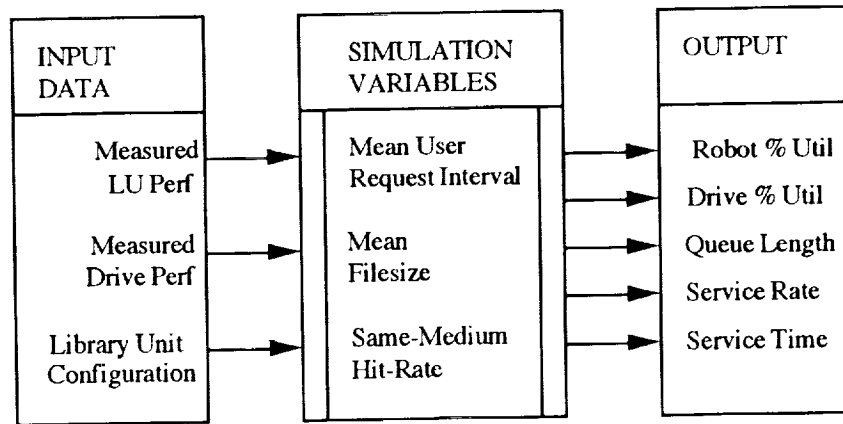 INPUT
DATA
Measured
LU Perf
Measured
Drive Perf
Library Unit
Configuration
SIMULATION
VARIABLES
Mean User
Request Interval
Mean
Filesize
Same-Medium
Hit-Rate
OUTPUT
Robot % Util
Drive % Util
Queue Length
Service Rate
Service Time